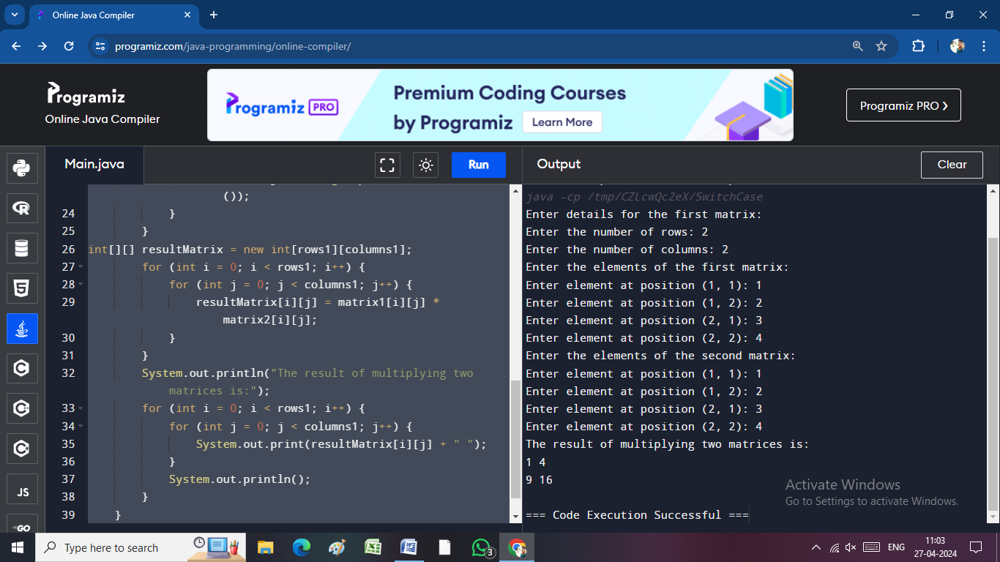 Online Java Compiler
programiz.com/java-programming/online-compiler/
Programiz
Online Java Compiler
Programiz PRO
Premium Coding Courses
by Programiz Learn More
Programiz PRO ❯
Main.java
Run
Output
Clear
());
24 }
25 }
26 int[][] resultMatrix = new int[rows1][columns1];
27 for (int i = 0; i < rows1; i++) {
28 for (int j = 0; j < columns1; j++) {
29 resultMatrix[i][j] = matrix1[i][j] *
matrix2[i][j];
30 }
31 }
32 System.out.println("The result of multiplying two
matrices is:");
33 for (int i = 0; i < rows1; i++) {
34 for (int j = 0; j < columns1; j++) {
35 System.out.print(resultMatrix[i][j] + " ");
36 }
37 System.out.println();
38 }
39 }
java -cp /tmp/CZLcwQc2eX/SwitchCase
Enter details for the first matrix:
Enter the number of rows: 2
Enter the number of columns: 2
Enter the elements of the first matrix:
Enter element at position (1, 1): 1
Enter element at position (1, 2): 2
Enter element at position (2, 1): 3
Enter element at position (2, 2): 4
Enter the elements of the second matrix:
Enter element at position (1, 1): 1
Enter element at position (1, 2): 2
Enter element at position (2, 1): 3
Enter element at position (2, 2): 4
The result of multiplying two matrices is:
1 4
9 16
=== Code Execution Successful ===
Activate Windows
Go to Settings to activate Windows.
JS
GO
Type here to search
3
ENG
11:03
27-04-2024